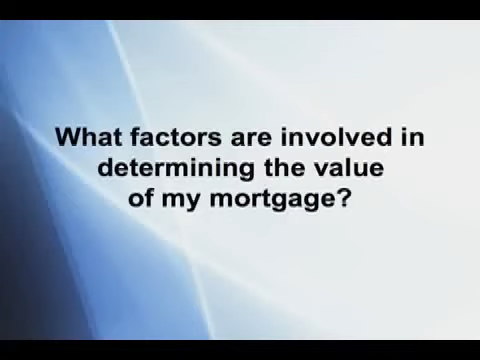 What factors are involved in
determining the value
of my mortgage?